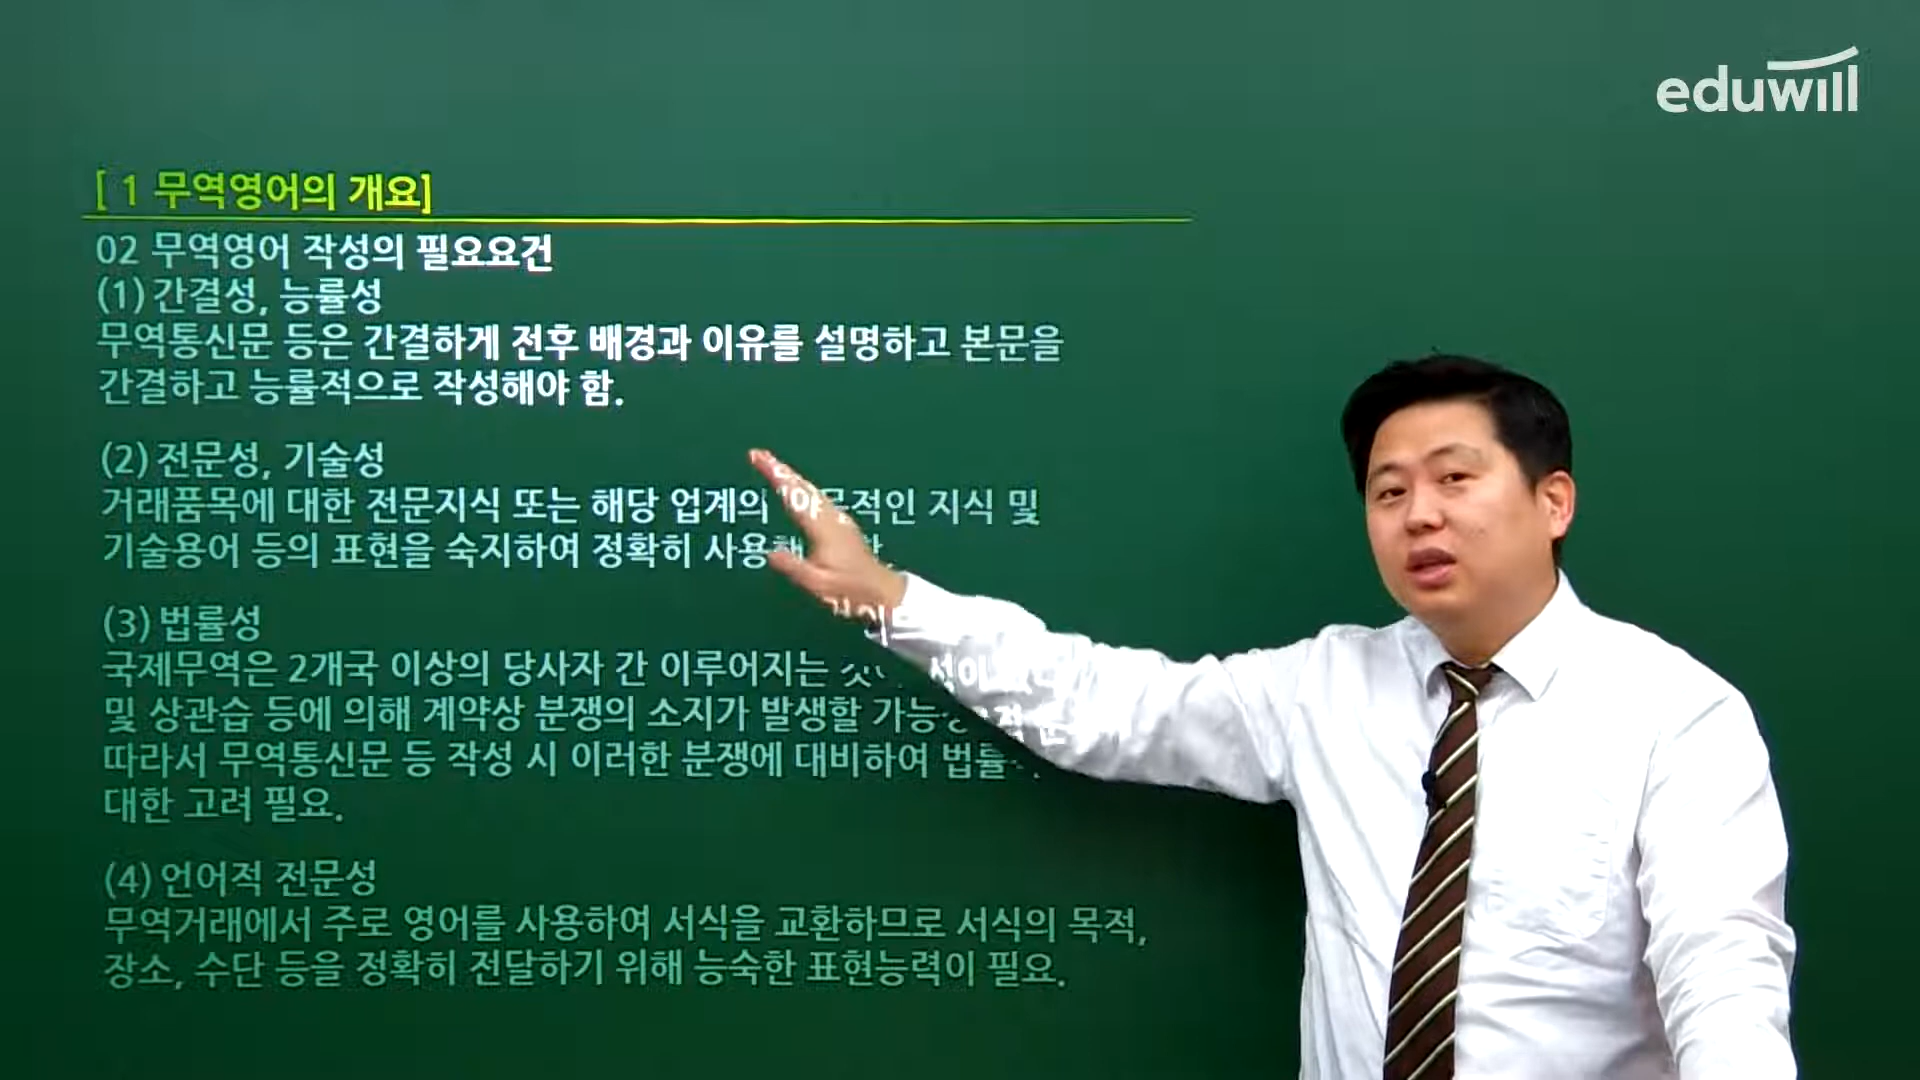 eduwill
[ 1 무역영어의 개요]
02 무역영어 작성의 필요요건
(1) 간결성, 능률성
무역통신문 등은 간결하게 전후 배경과 이유를 설명하고 본문을
간결하고 능률적으로 작성해야 함.
(2) 전문성, 기술성
거래품목에 대한 전문지식 또는 해당 업계의 지식 및
기술용어 등의 표현을 숙지하여 정확히
(3) 법률성
국제무역은 2개국 이상의 당사자 간 이루어지는
및 상관습 등에 의해 계약상 분쟁의 소지가 발생할
따라서 무역통신문 등 작성 시 이러한 분쟁에 대비하여
대한 고려 필요.
(4) 언어적 전문성
무역거래에서 주로 영어를 사용하여 서식을 교환하므로 서식의 목적,
장소, 수단 등을 정확히 전달하기 위해 능숙한 표현능력이 필요.